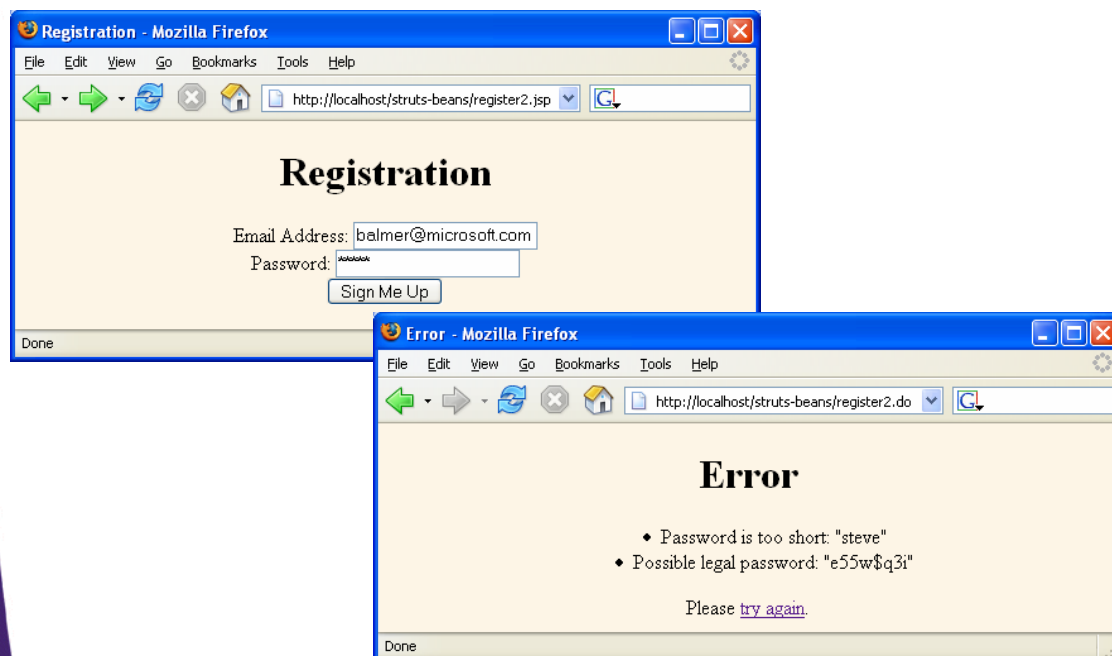 Registration - Mozilla Firefox
File Edit View Go Bookmarks Tools Help
http://localhost/struts-beans/register2.jsp G
Registration
Email Address: balmer@microsoft.com
Password: *****
Sign Me Up
Done
Error - Mozilla Firefox
File Edit View Go Bookmarks Tools Help
http://localhost/struts-beans/register2.do G
Error
• Password is too short: "steve"
• Possible legal password: "e55w$q3i"
Please try again.
Done